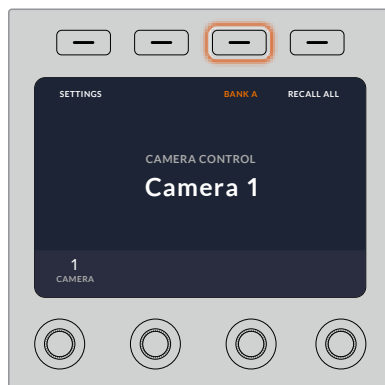 SETTINGS BANK A RECALL ALL
CAMERA CONTROL
Camera 1
1
CAMERA